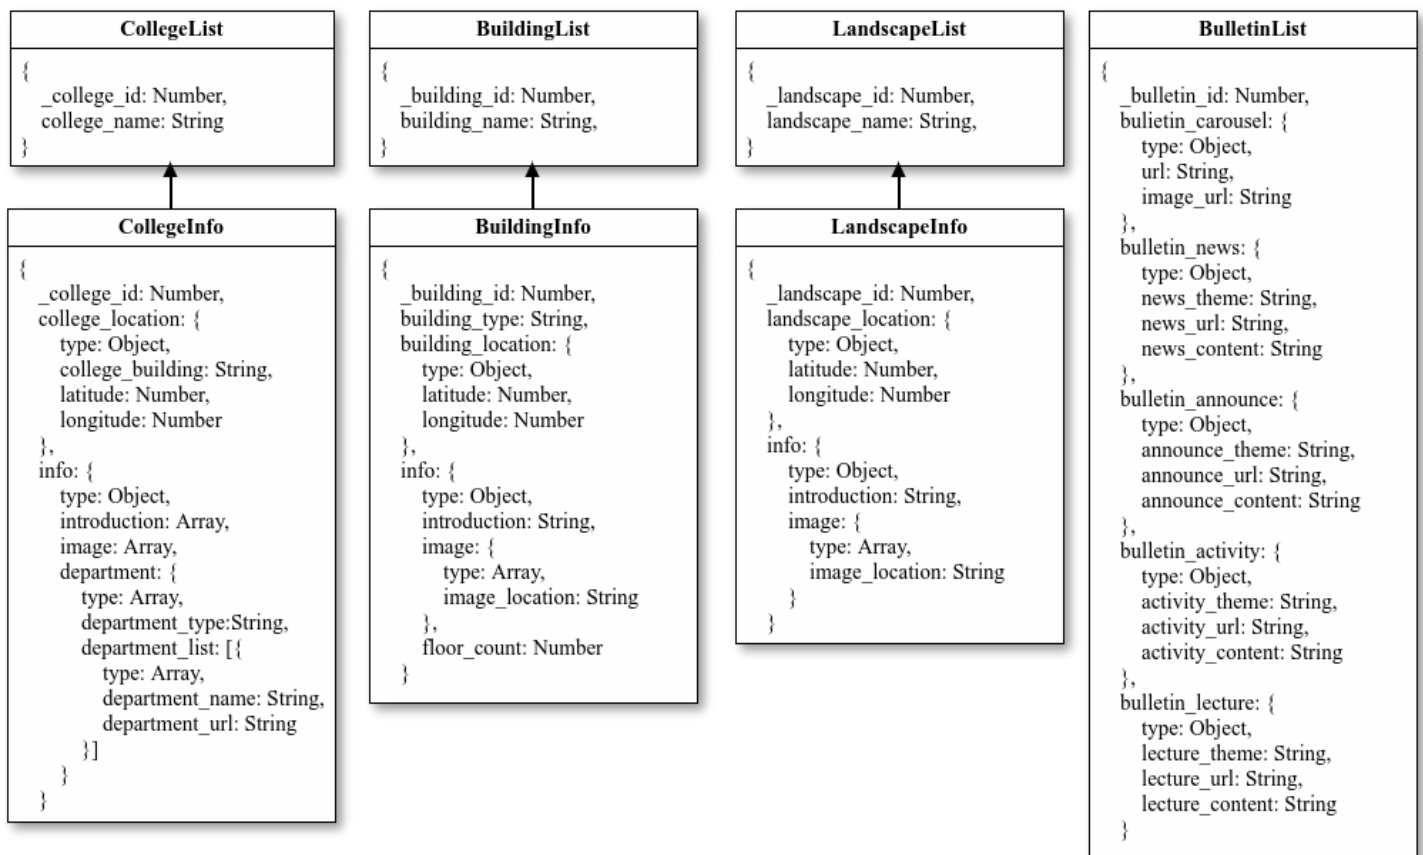 CollegeList
{
_college_id: Number,
college_name: String
}
CollegeInfo
{
_college_id: Number,
college_location: {
type: Object,
college_building: String,
latitude: Number,
longitude: Number
},
info: {
type: Object,
introduction: Array,
image: Array,
department: {
type: Array,
department_type:String,
department_list: [{
type: Array,
department_name: String,
department_url: String
}]
}
}
BuildingList
{
_building_id: Number,
building_name: String,
}
BuildingInfo
{
_building_id: Number,
building_type: String,
building_location: {
type: Object,
latitude: Number,
longitude: Number
},
info: {
type: Object,
introduction: String,
image: {
type: Array,
image_location: String
},
floor_count: Number
}
LandscapeList
{
_landscape_id: Number,
landscape_name: String,
}
LandscapeInfo
{
_landscape_id: Number,
landscape_location: {
type: Object,
latitude: Number,
longitude: Number
},
info: {
type: Object,
introduction: String,
image: {
type: Array,
image_location: String
}
}
BulletinList
{
_bulletin_id: Number,
bulietin_carousel: {
type: Object,
url: String,
image_url: String
},
bulletin_news: {
type: Object,
news_theme: String,
news_url: String,
news_content: String
},
bulletin_announce: {
type: Object,
announce_theme: String,
announce_url: String,
announce_content: String
},
bulletin_activity: {
type: Object,
activity_theme: String,
activity_url: String,
activity_content: String
},
bulletin_lecture: {
type: Object,
lecture_theme: String,
lecture_url: String,
lecture_content: String
}